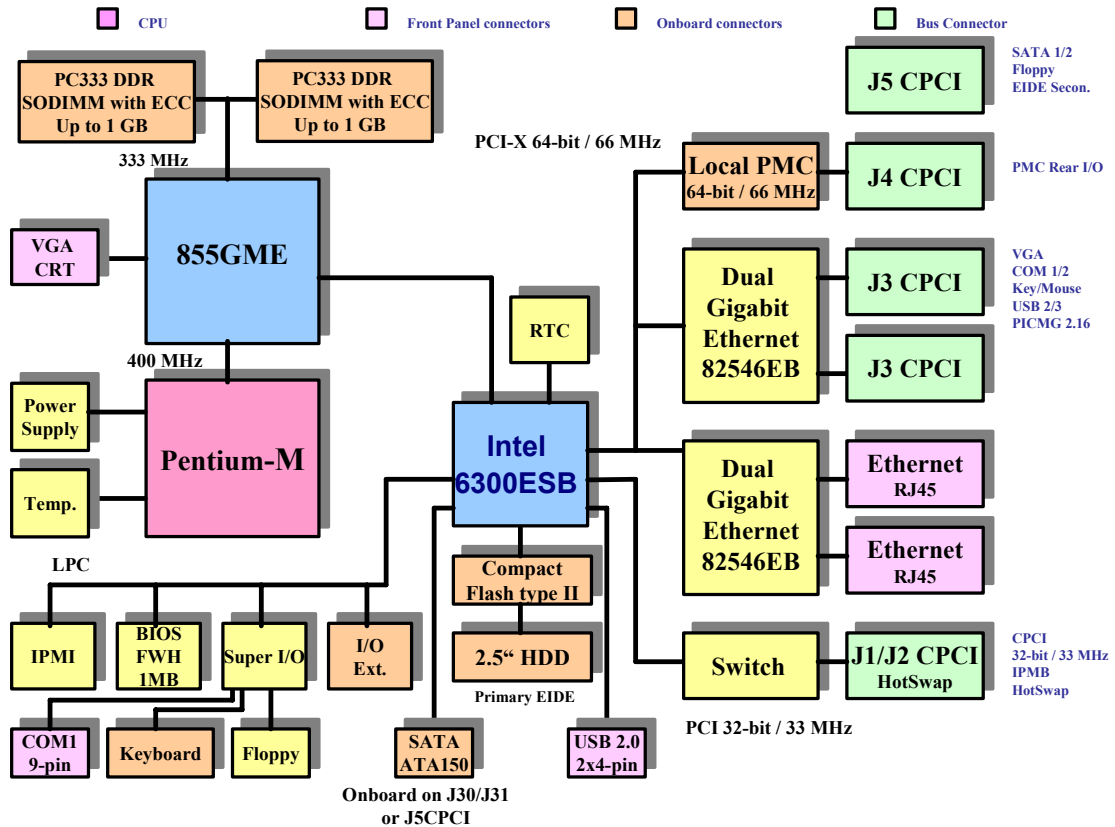 CPU
Front Panel connectors
Onboard connectors
Bus Connector
PC333 DDR
SODIMM with ECC
Up to 1 GB
PC333 DDR
SODIMM with ECC
Up to 1 GB
J5 CPCI
SATA 1/2
Floppy
EIDE Secon.
333 MHz
PCI-X 64-bit / 66 MHz
Local PMC
64-bit / 66 MHz
J4 CPCI
PMC Rear I/O
VGA
CRT
855GME
Dual
Gigabit
Ethernet
82546EB
J3 CPCI
J3 CPCI
VGA
COM 1/2
Key/Mouse
USB 2/3
PICMG 2.16
RTC
400 MHz
Power
Supply
Temp.
Pentium-M
Intel
6300ESB
Dual
Gigabit
Ethernet
82546EB
Ethernet
RJ45
Ethernet
RJ45
LPC
Compact
Flash type II
IPMI
BIOS
FWH
1MB
Super I/O
I/O
Ext.
2.5“ HDD
Primary EIDE
Switch
J1/J2 CPCI
HotSwap
CPCI
32-bit / 33 MHz
IPMB
HotSwap
PCI 32-bit / 33 MHz
COM1
9-pin
Keyboard
Floppy
SATA
ATA150
USB 2.0
2x4-pin
Onboard on J30/J31
or J5CPCI